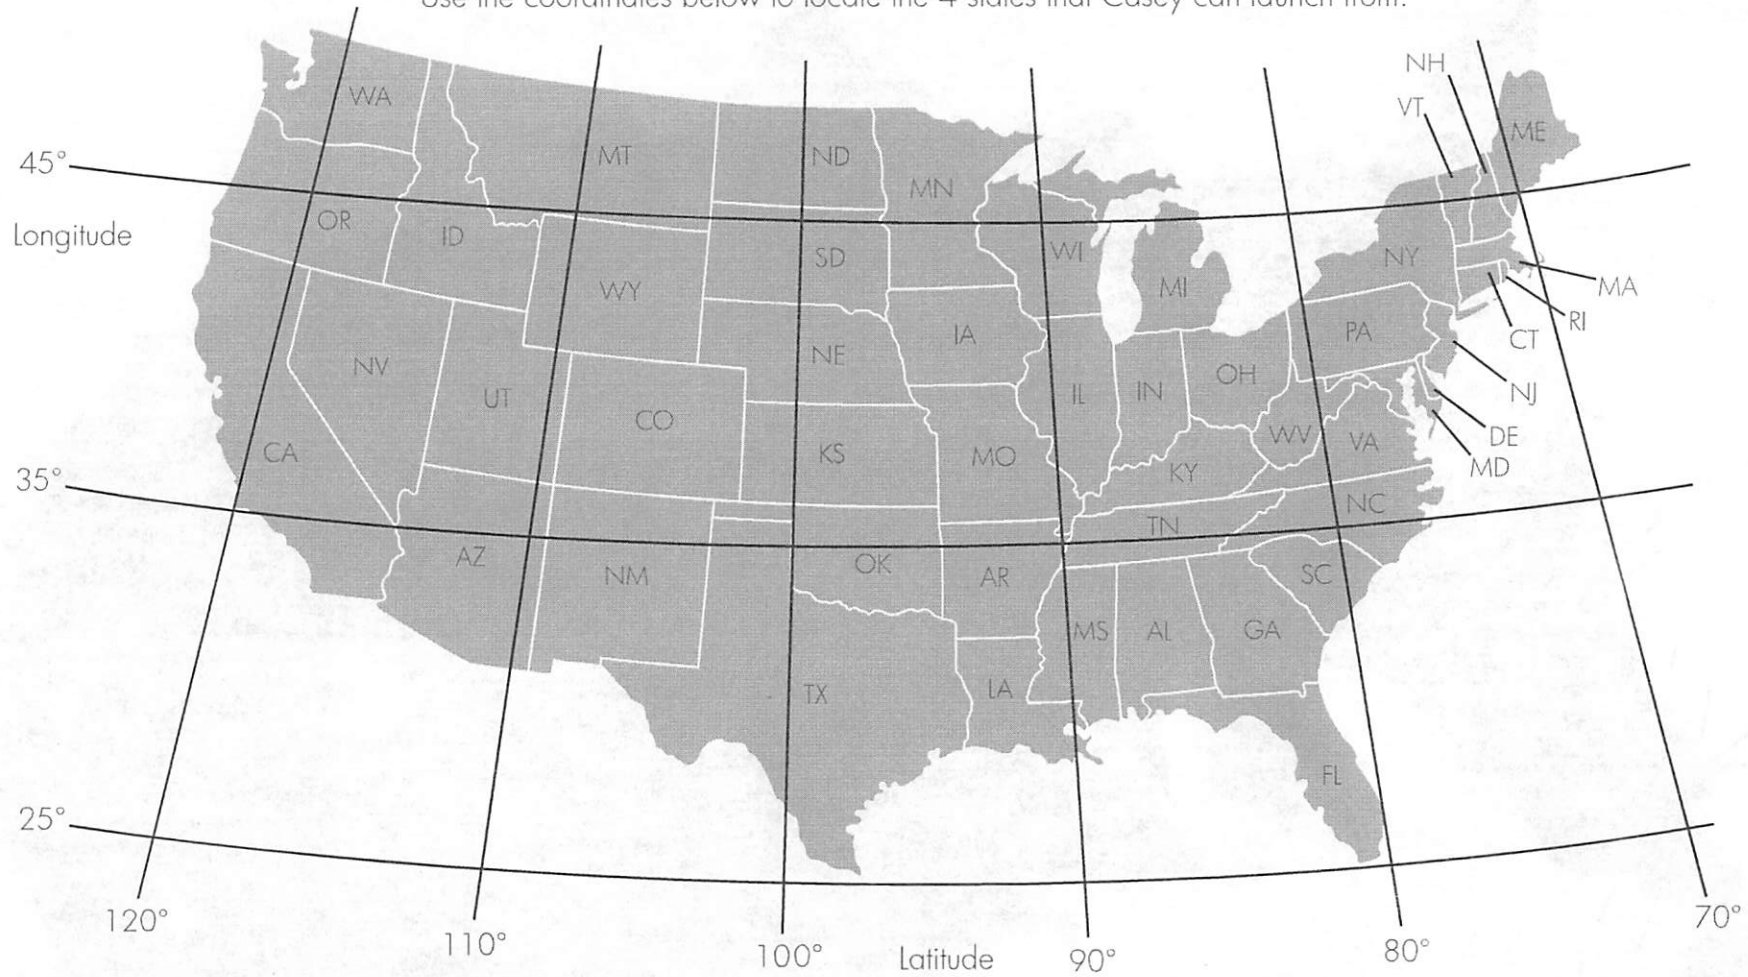 Use the coordinates below to locate the 4 states that Casey can launch from.
NH
VT
WA
ME
MT
ND
45°
MN
OR
ID
Longitude
WI
NY
SD
WY
MI
MA
RI
PA
IA
CT
NE
NV
OH
IL
IN
NJ
UT
CO
WV
VA
DE
CA
KS
MO
MD
KY
35°
NC
TN
AZ
OK
NM
AR
SC
MS
AL
GA
TX
LA
FL
25°
120°
110°
100°
Latitude
90°
80°
70°